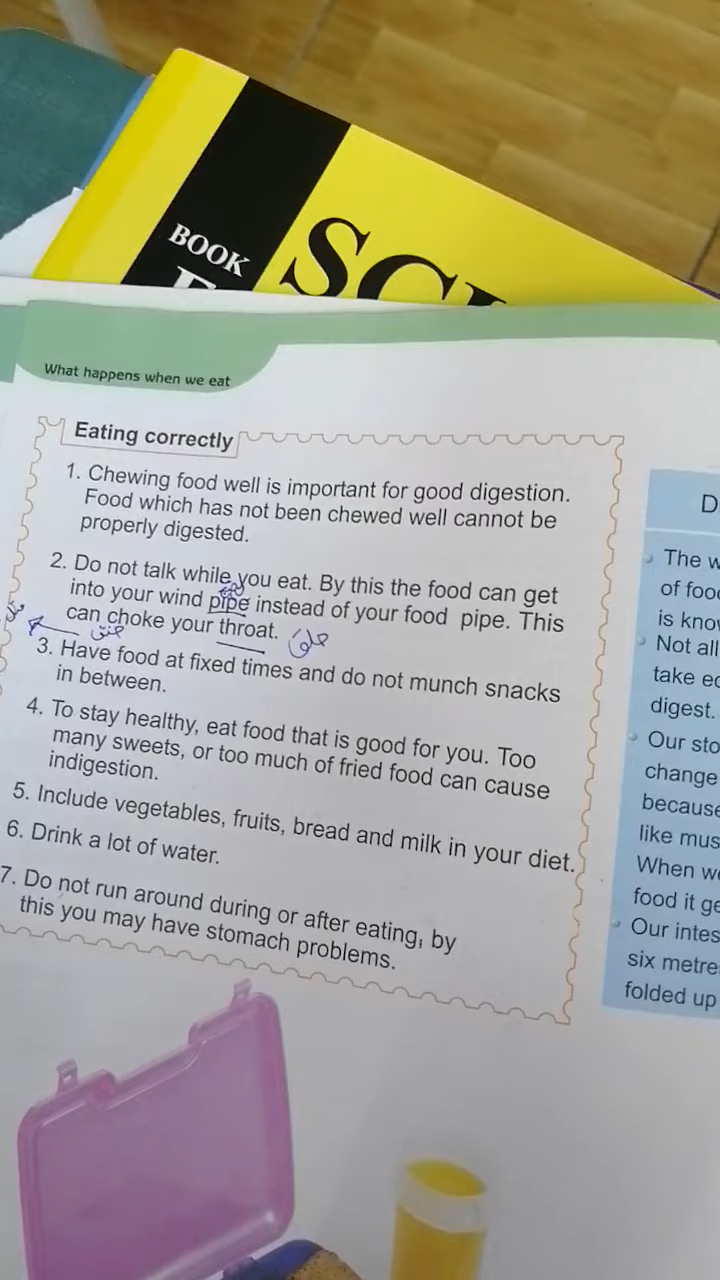 BOOK
SCI
What happens when we eat
Eating correctly
1. Chewing food well is important for good digestion.
Food which has not been chewed well cannot be
properly digested.
2. Do not talk while you eat. By this the food can get
into your wind pipe instead of your food pipe. This
can choke your throat.
حلق
3. Have food at fixed times and do not munch snacks
in between.
4. To stay healthy, eat food that is good for you. Too
many sweets, or too much of fried food can cause
indigestion.
5. Include vegetables, fruits, bread and milk in your diet.
6. Drink a lot of water.
7. Do not run around during or after eating, by
this you may have stomach problems.
D
The w
of foo
is kno
Not all
take e
digest.
Our sto
change
because
like mus
When we
food it ge
Our intes
six metre
folded up